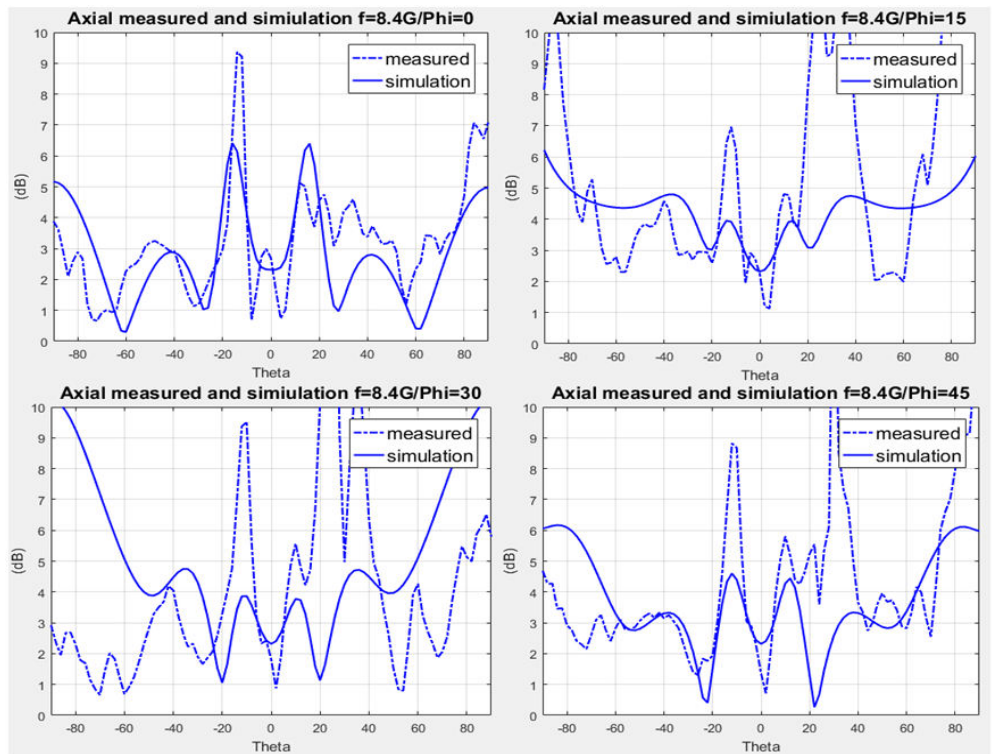 Axial measured and simiulation f=8.4G/Phi=0
10
9
8
7
6
5
4
3
2
1
0
(dB)
measured
simulation
-80 -60 -40 -20 0 20 40 60 80
Theta
Axial measured and simiulation f=8.4G/Phi=15
10
9
8
7
6
5
4
3
2
1
0
(dB)
measured
simulation
-80 -60 -40 -20 0 20 40 60 80
Theta
Axial measured and simiulation f=8.4G/Phi=30
10
9
8
7
6
5
4
3
2
1
0
(dB)
measured
simulation
-80 -60 -40 -20 0 20 40 60 80
Theta
Axial measured and simiulation f=8.4G/Phi=45
10
9
8
7
6
5
4
3
2
1
0
(dB)
measured
simulation
-80 -60 -40 -20 0 20 40 60 80
Theta